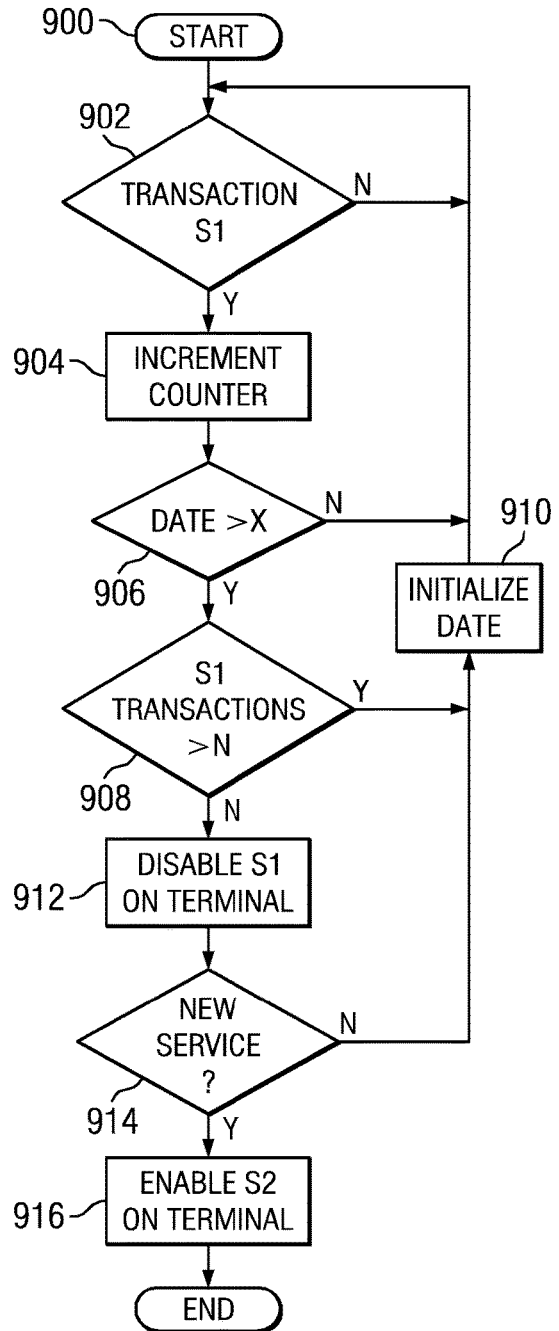 900
START
902
TRANSACTION
S1
N
Y
904
INCREMENT
COUNTER
DATE >X
N
906
Y
910
INITIALIZE
DATE
S1
TRANSACTIONS
>N
Y
908
N
912
DISABLE S1
ON TERMINAL
NEW
SERVICE
?
N
914
Y
916
ENABLE S2
ON TERMINAL
END